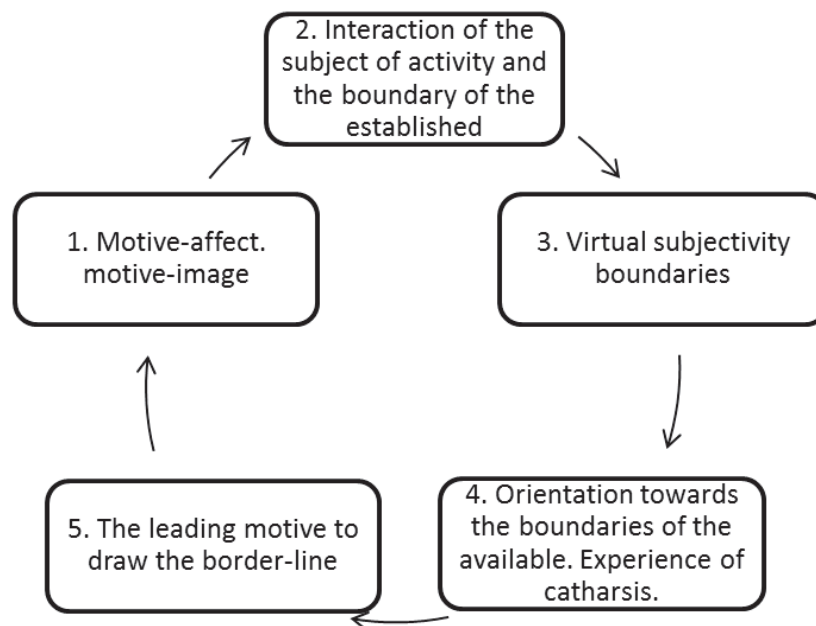 2. Interaction of the
subject of activity and
the boundary of the
established
1. Motive-affect.
motive-image
3. Virtual subjectivity
boundaries
5. The leading motive to
draw the border-line
4. Orientation towards
the boundaries of the
available. Experience of
catharsis.